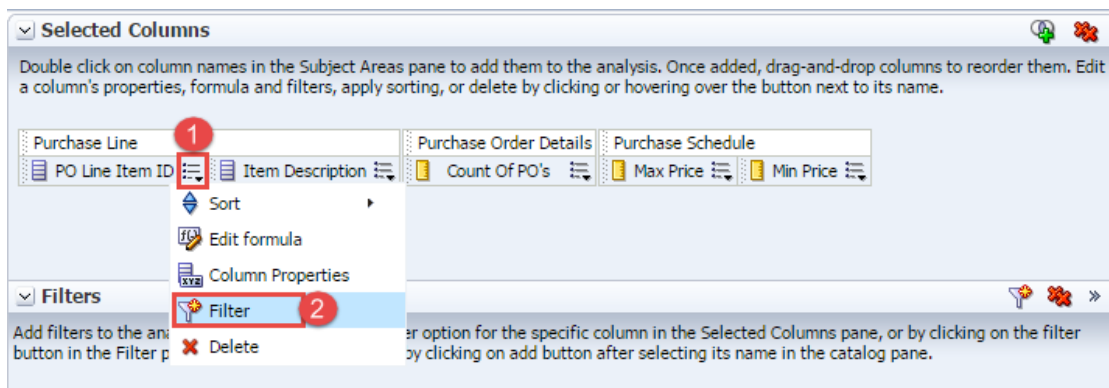 Selected Columns
Double click on column names in the Subject Areas pane to add them to the analysis. Once added, drag-and-drop columns to reorder them. Edit
a column's properties, formula and filters, apply sorting, or delete by clicking or hovering over the button next to its name.
1
Purchase Line Purchase Order Details Purchase Schedule
PO Line Item ID Item Description Count Of PO's Max Price Min Price
Sort
Edit formula
Column Properties
Filters
Filter 2
Add filters to the ana er option for the specific column in the Selected Columns pane, or by clicking on the filter
Delete
button in the Filter p by clicking on add button after selecting its name in the catalog pane.